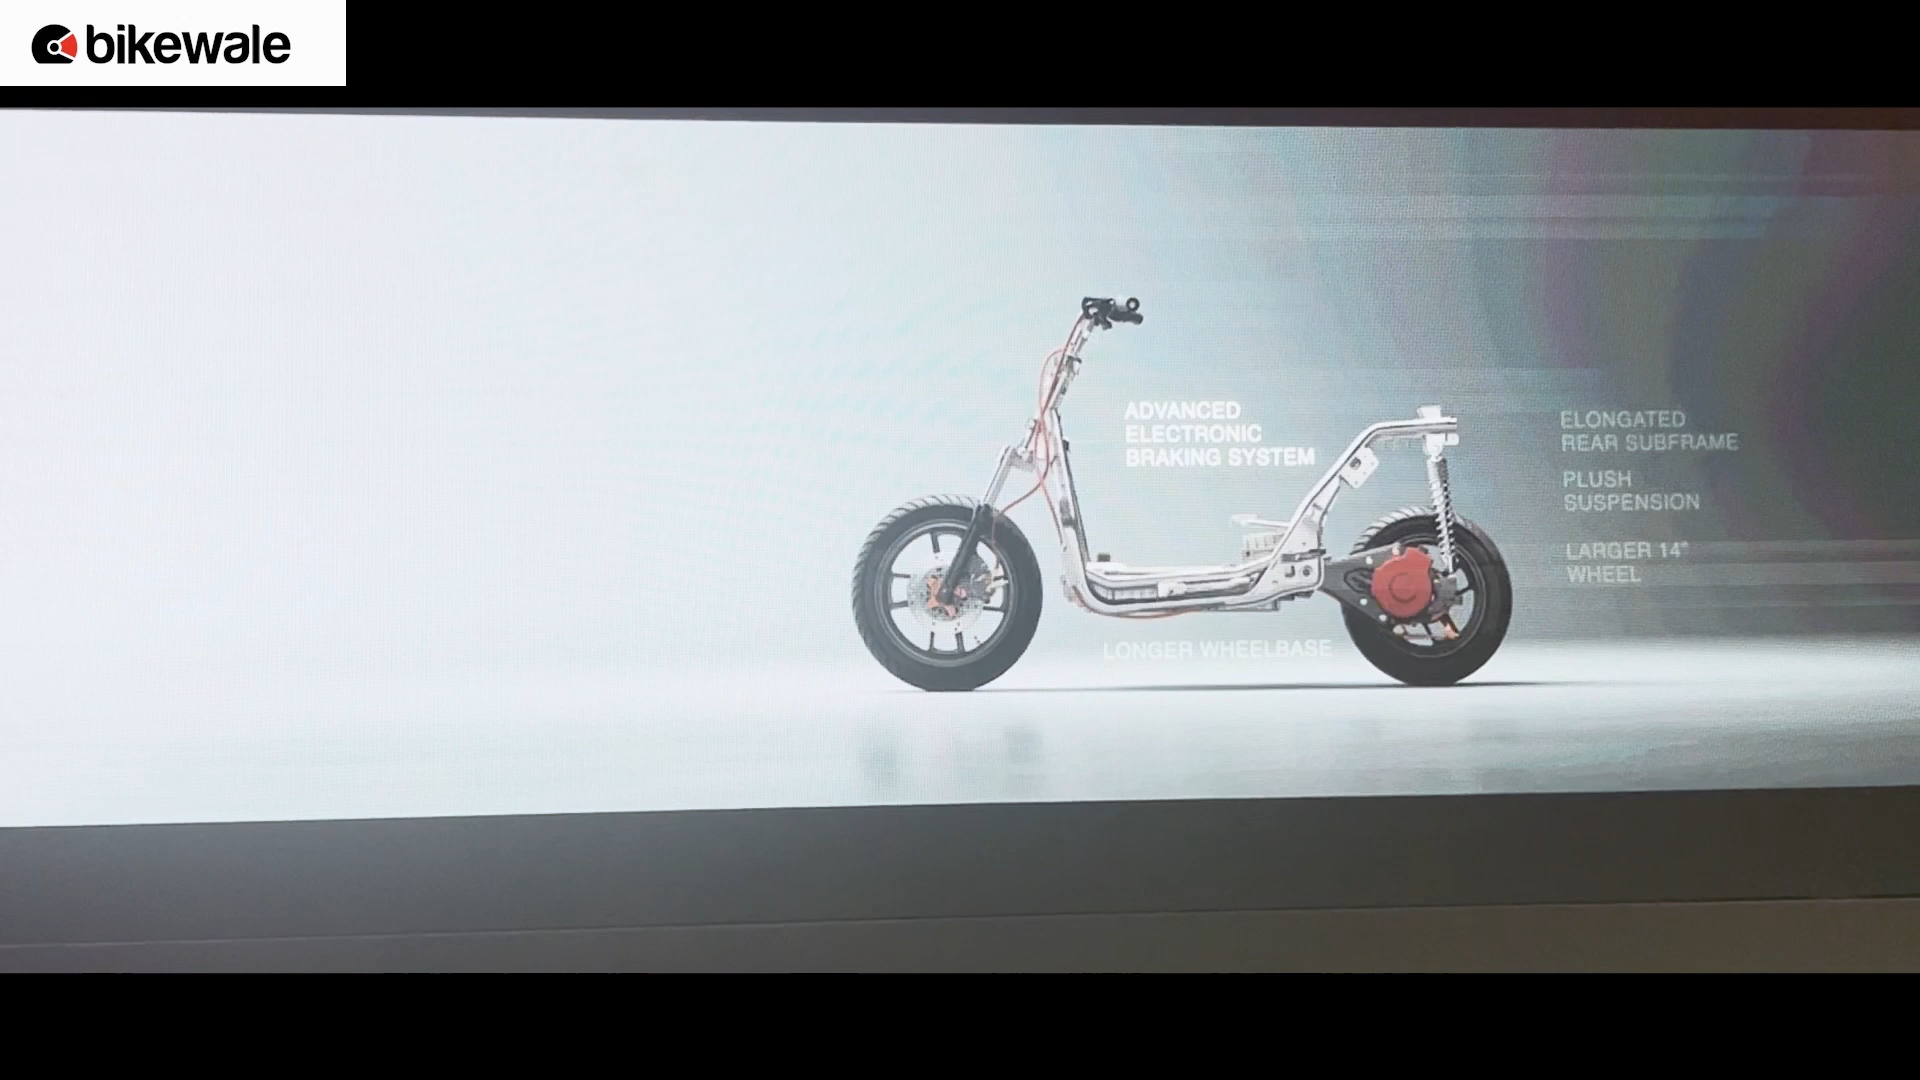 bikewale
ADVANCED
ELECTRONIC
BRAKING SYSTEM
ELONGATED
REAR SUBFRAME
PLUSH
SUSPENSION
LARGER 14"
WHEEL
LONGER WHEELBASE